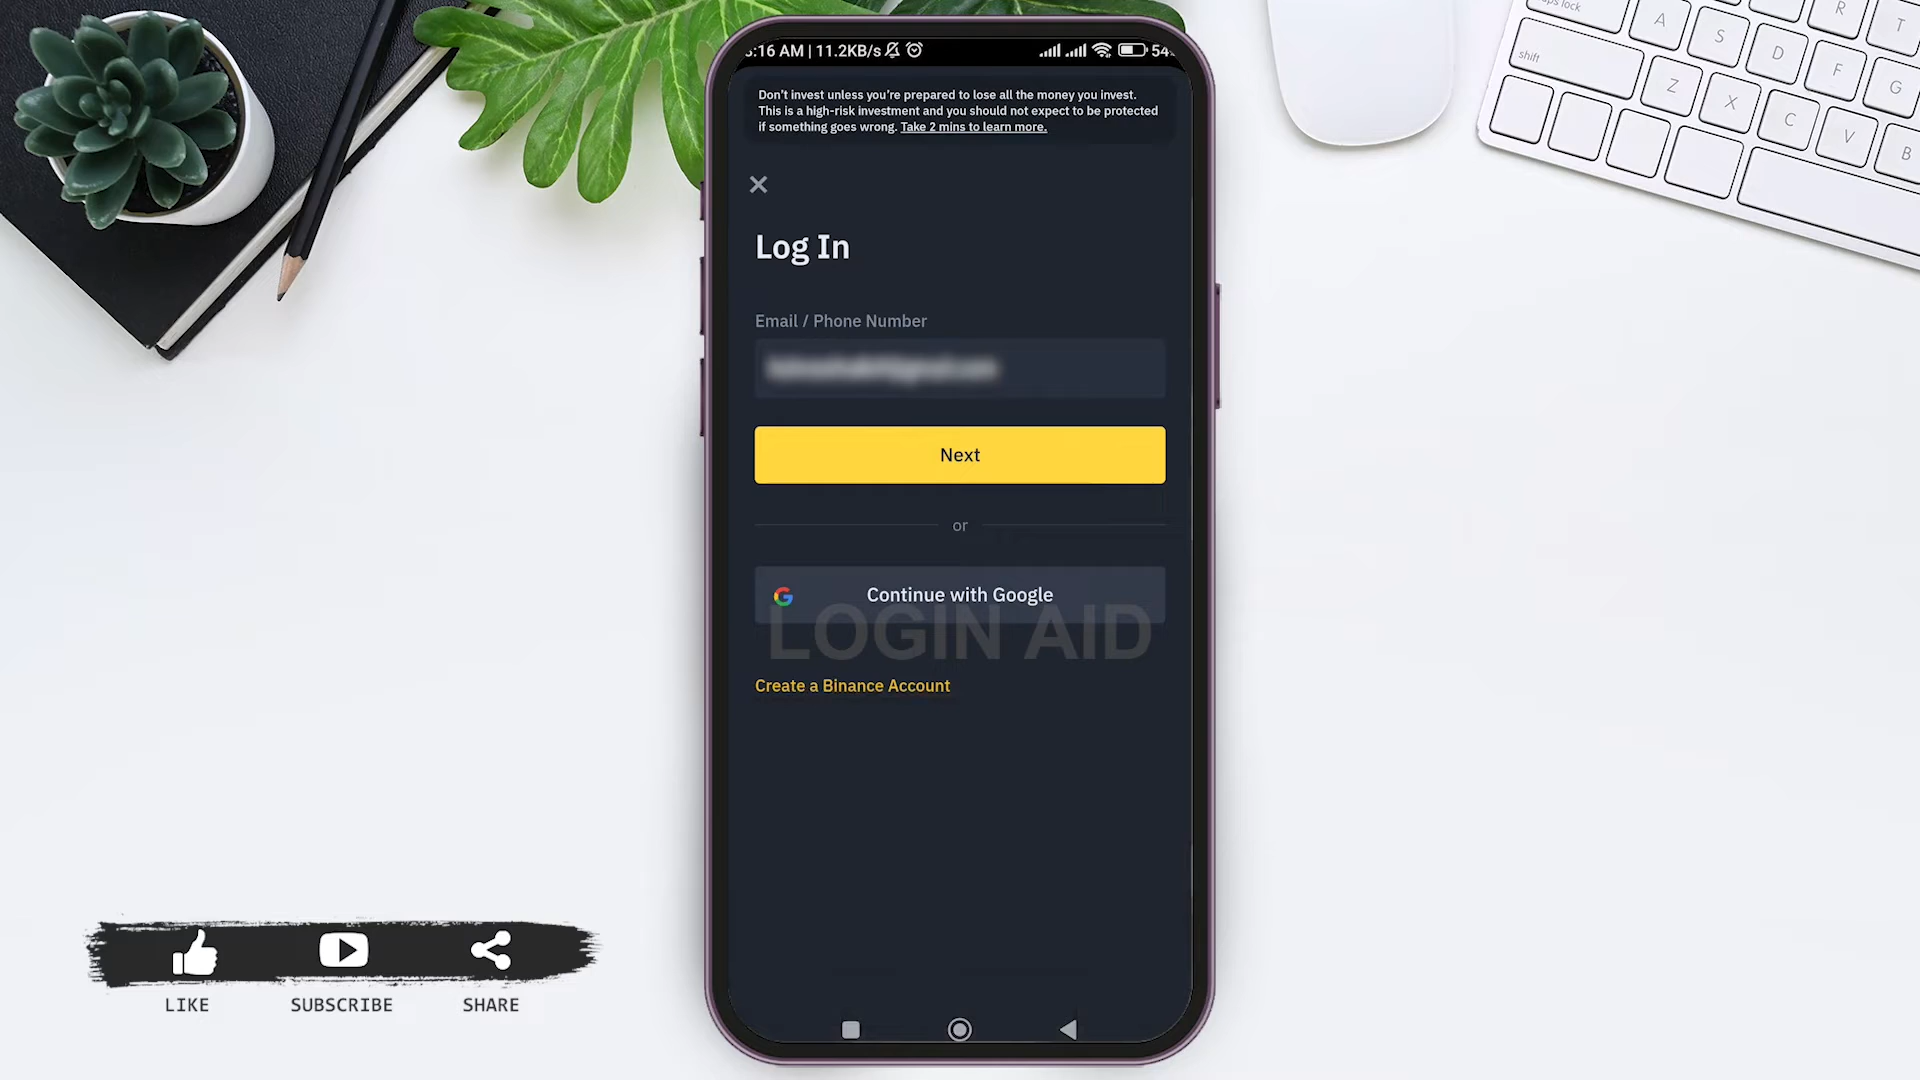 :16 AM | 11.2KB/s 54
Don't invest unless you're prepared to lose all the money you invest.
This is a high-risk investment and you should not expect to be protected
if something goes wrong. Take 2 mins to learn more.
Log In
Email / Phone Number
Next
or
Continue with Google
LOGIN AID
Create a Binance Account
LIKE SUBSCRIBE SHARE
caps lock A S D F G R T
shift Z X C V B